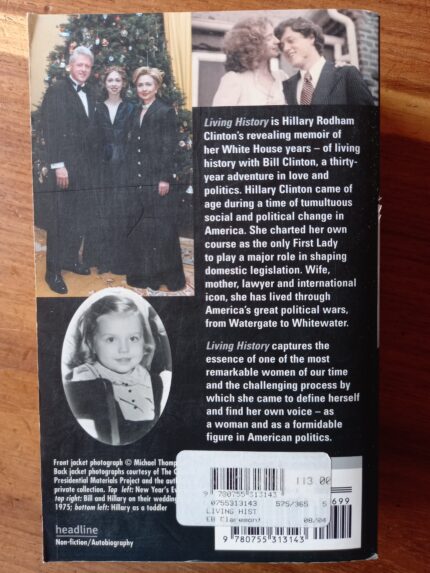 Living History is Hillary Rodham
Clinton's revealing memoir of
her White House years – of living
history with Bill Clinton, a thirty-
year adventure in love and
politics. Hillary Clinton came of
age during a time of tumultuous
social and political change in
America. She charted her own
course as the only First Lady
to play a major role in shaping
domestic legislation. Wife,
mother, lawyer and international
icon, she has lived through
America's great political wars,
from Watergate to Whitewater.
Living History captures the
essence of one of the most
remarkable women of our time
and the challenging process by
which she came to define herself
and find her own voice – as
a woman and as a formidable
figure in American politics.
Front jacket photograph © Michael Thomp
Back jacket photographs courtesy of The C
Presidential Materials Project and the auth
private collection. Top left: New Year's Ev
top right: Bill and Hillary on their wedding
1975; bottom left: Hillary as a toddler
headline
Non-fiction/Autobiography
9 780755 313143
113 00
0755313143 575/365 5
LIVING HIST
EB Claremont 08/04
699
9 780755 313143